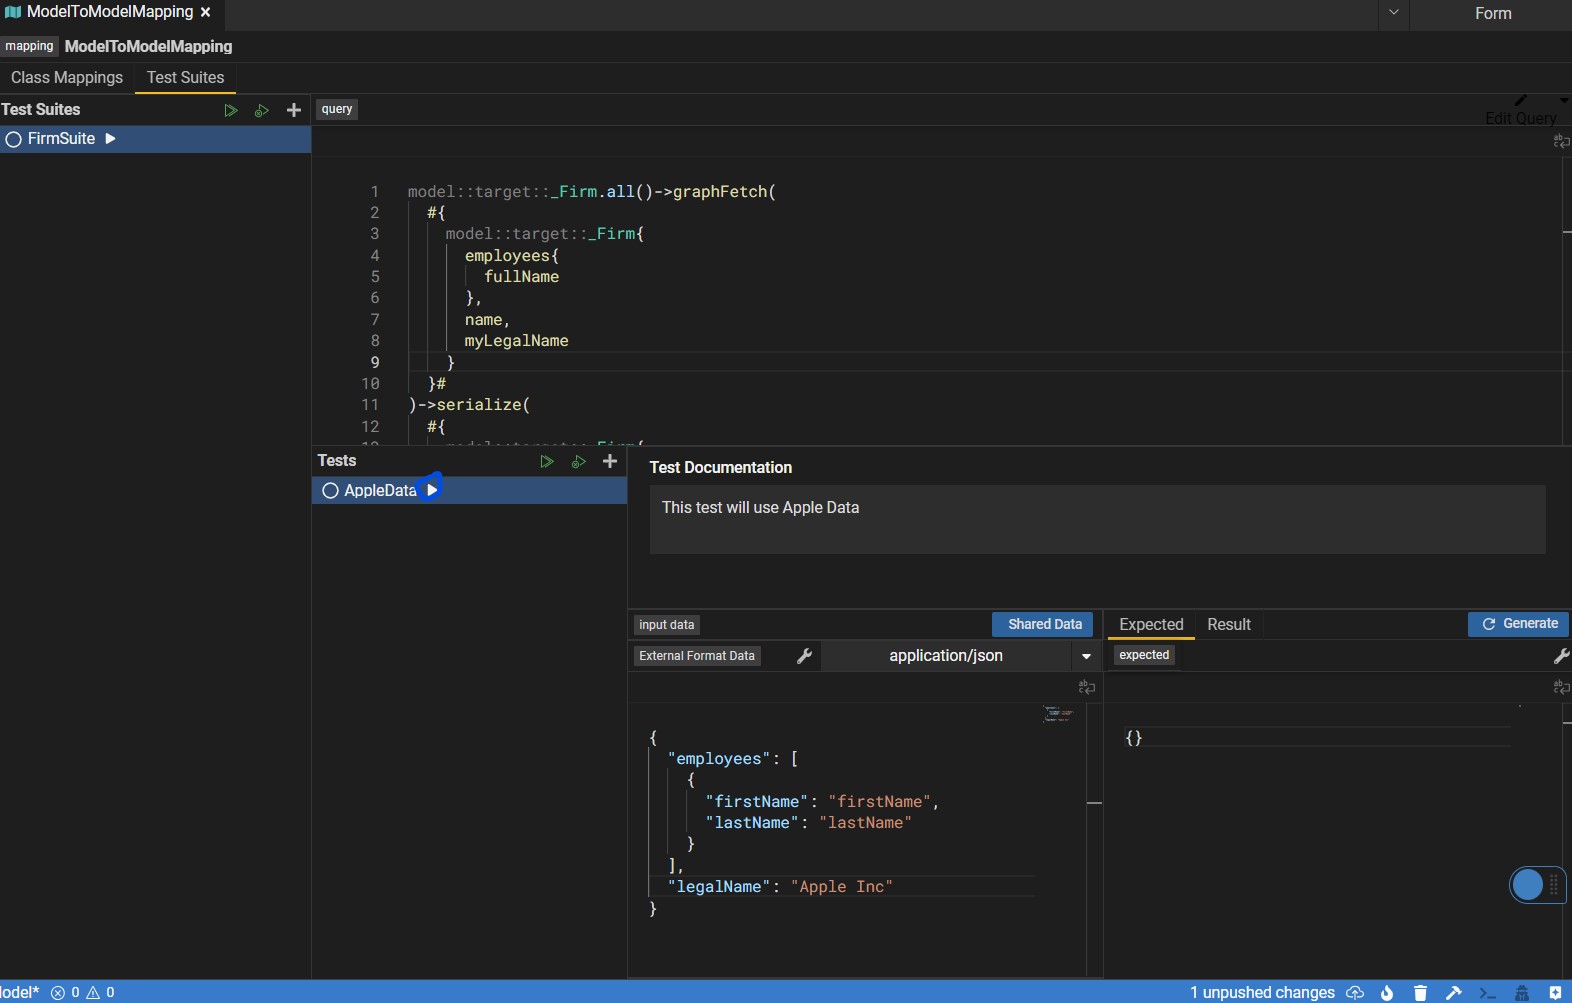 ModelToModelMapping ×
Form
mapping ModelToModelMapping
Class Mappings Test Suites
Test Suites
FirmSuite
query
Edit Query
1 model::target::_Firm.all()->graphFetch(
2 #{
3 model::target::_Firm{
4 employees{
5 fullName
6 },
7 name,
8 myLegalName
9 }
10 }#
11 )->serialize(
12 #{
Tests
AppleData
Test Documentation
This test will use Apple Data
input data
Shared Data
External Format Data
application/json
{
"employees": [
{
"firstName": "firstName",
"lastName": "lastName"
}
],
"legalName": "Apple Inc"
}
Expected Result
Generate
expected
{}
odel* 0 0
1 unpushed changes